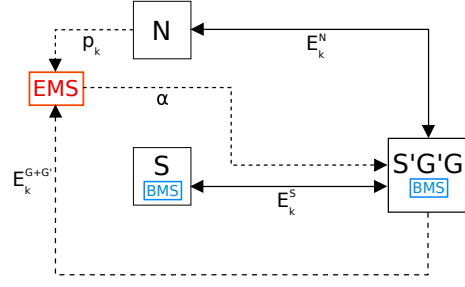 N
p_k
E_k^N
EMS
α
S
BMS
E_k^S
S'G'G
BMS
E_k^{G+G'}